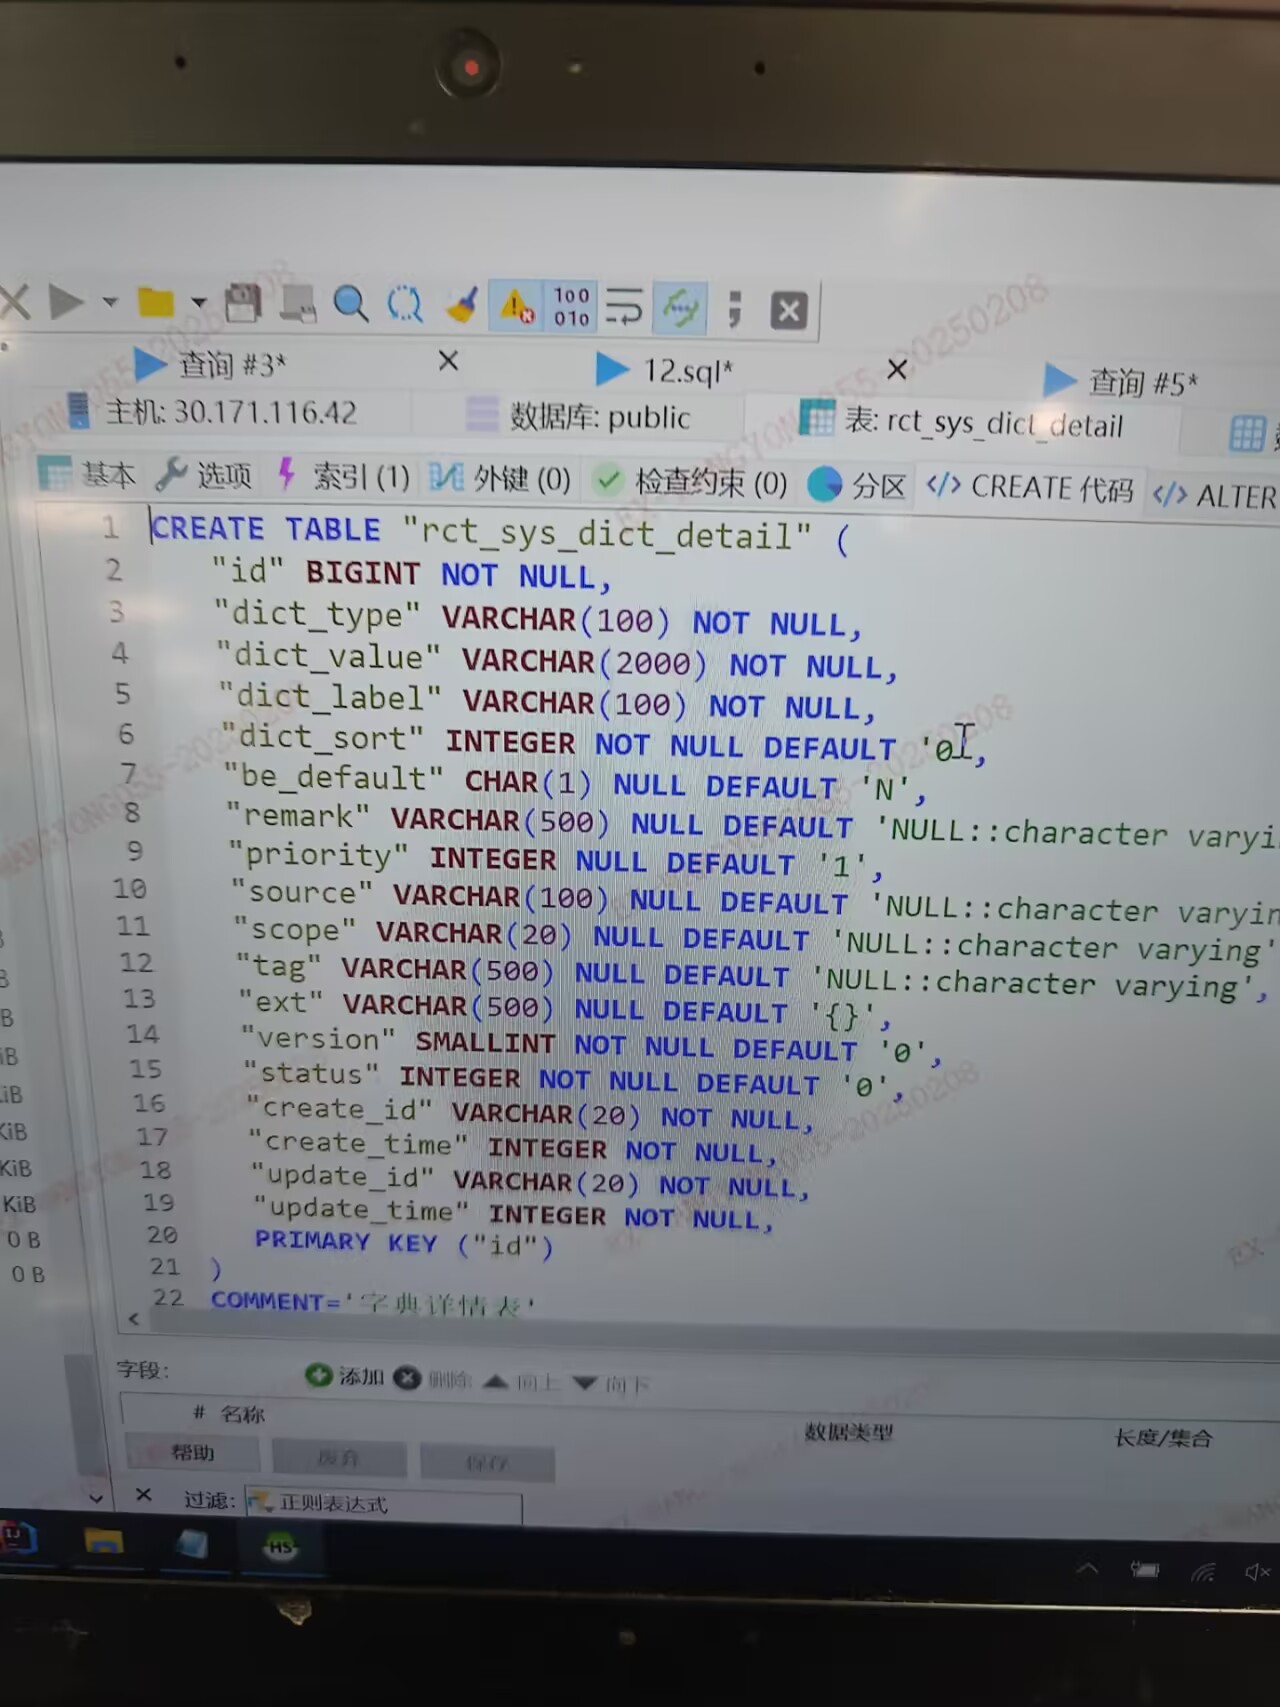 100
010
查询 #3*
12.sql*
查询 #5*
主机: 30.171.116.42
数据库: public
表: rct_sys_dict_detail
基本
选项
索引 (1)
外键 (0)
检查约束 (0)
分区
</> CREATE 代码
</> ALTER
1 CREATE TABLE "rct_sys_dict_detail" (
2 "id" BIGINT NOT NULL,
3 "dict_type" VARCHAR(100) NOT NULL,
4 "dict_value" VARCHAR(2000) NOT NULL,
5 "dict_label" VARCHAR(100) NOT NULL,
6 "dict_sort" INTEGER NOT NULL DEFAULT '0',
7 "be_default" CHAR(1) NULL DEFAULT 'N',
8 "remark" VARCHAR(500) NULL DEFAULT 'NULL::character varyi
9 "priority" INTEGER NULL DEFAULT '1',
10 "source" VARCHAR(100) NULL DEFAULT 'NULL::character varyin
11 "scope" VARCHAR(20) NULL DEFAULT 'NULL::character varying'
12 "tag" VARCHAR(500) NULL DEFAULT 'NULL::character varying',
13 "ext" VARCHAR(500) NULL DEFAULT '{}',
14 "version" SMALLINT NOT NULL DEFAULT '0',
15 "status" INTEGER NOT NULL DEFAULT '0',
16 "create_id" VARCHAR(20) NOT NULL,
17 "create_time" INTEGER NOT NULL,
18 "update_id" VARCHAR(20) NOT NULL,
19 "update_time" INTEGER NOT NULL,
20 PRIMARY KEY ("id")
21 )
22 COMMENT='字典详情表'
KiB
KiB
KiB
0 B
0 B
字段:
添加
删除
向上
向下
# 名称
数据类型
长度/集合
帮助
废弃
保存
过滤:
正则表达式
IJ
HS